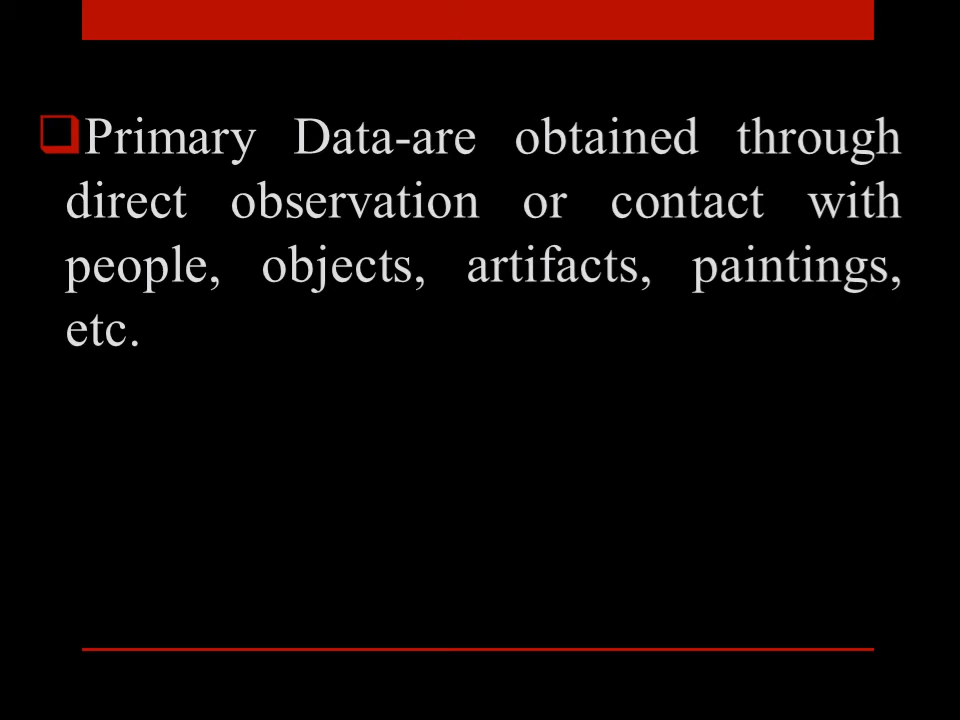 Primary Data-are obtained through
direct observation or contact with
people, objects, artifacts, paintings,
etc.